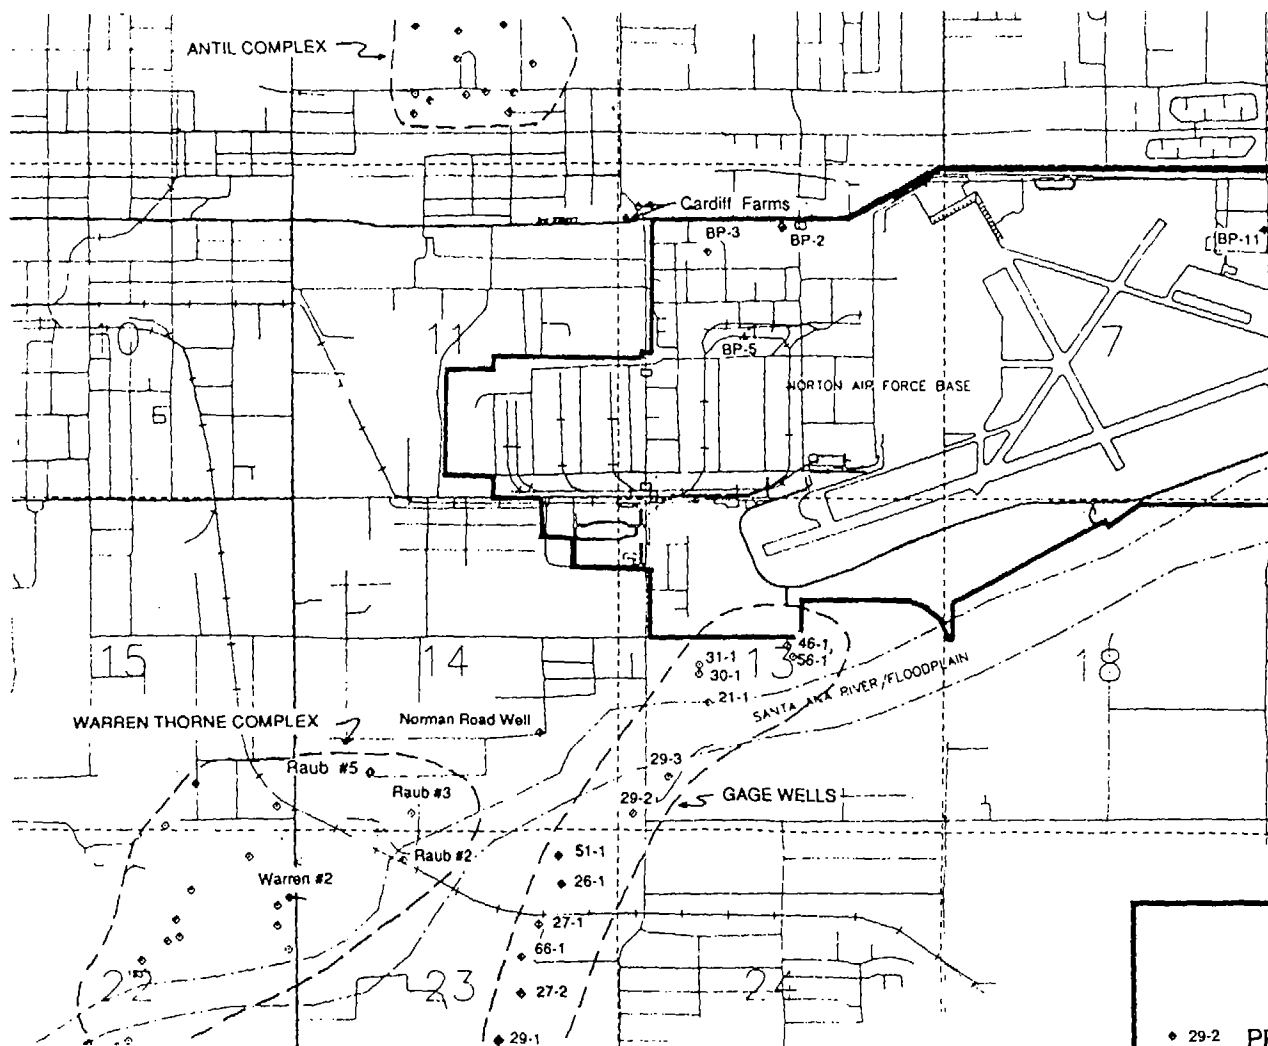 ANTIL COMPLEX
Cardiff Farms
BP-3
BP-2
BP-11
11
7
BP-5
NORTON AIR FORCE BASE
6
15
14
13
18
46-1,
56-1
31-1
30-1
21-1
SANTA ANA RIVER/FLOODPLAIN
WARREN THORNE COMPLEX
Norman Road Well
Raub #5
29-3
Raub #3
29-2
GAGE WELLS
51-1
Raub #2
Warren #2
26-1
27-1
66-1
22
23
24
27-2
29-1
29-2